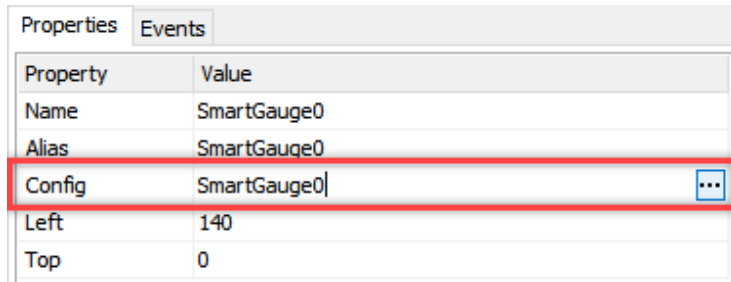 Properties Events
Property Value
Name SmartGauge0
Alias SmartGauge0
Config SmartGauge0 ...
Left 140
Top 0